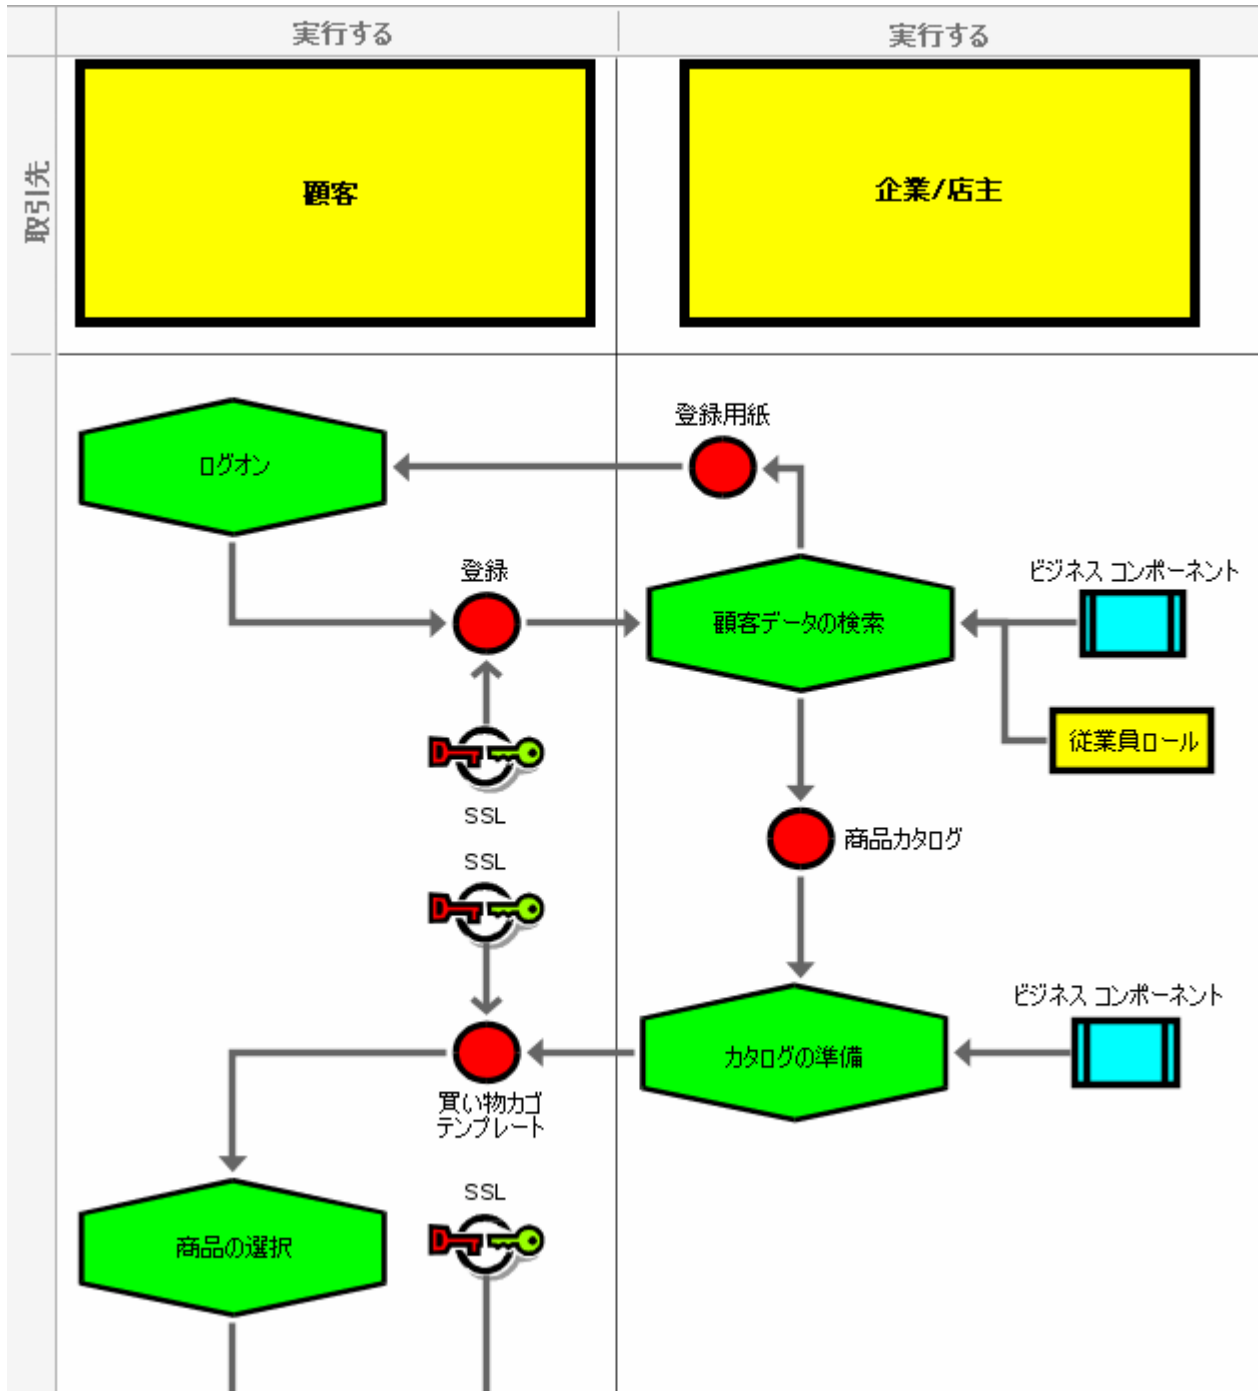 実行する
実行する
取引先
顧客
企業/店主
登録用紙
ログオン
登録
ビジネス コンポーネント
顧客データの検索
従業員ロール
SSL
商品カタログ
SSL
ビジネス コンポーネント
カタログの準備
買い物カゴ
テンプレート
SSL
商品の選択